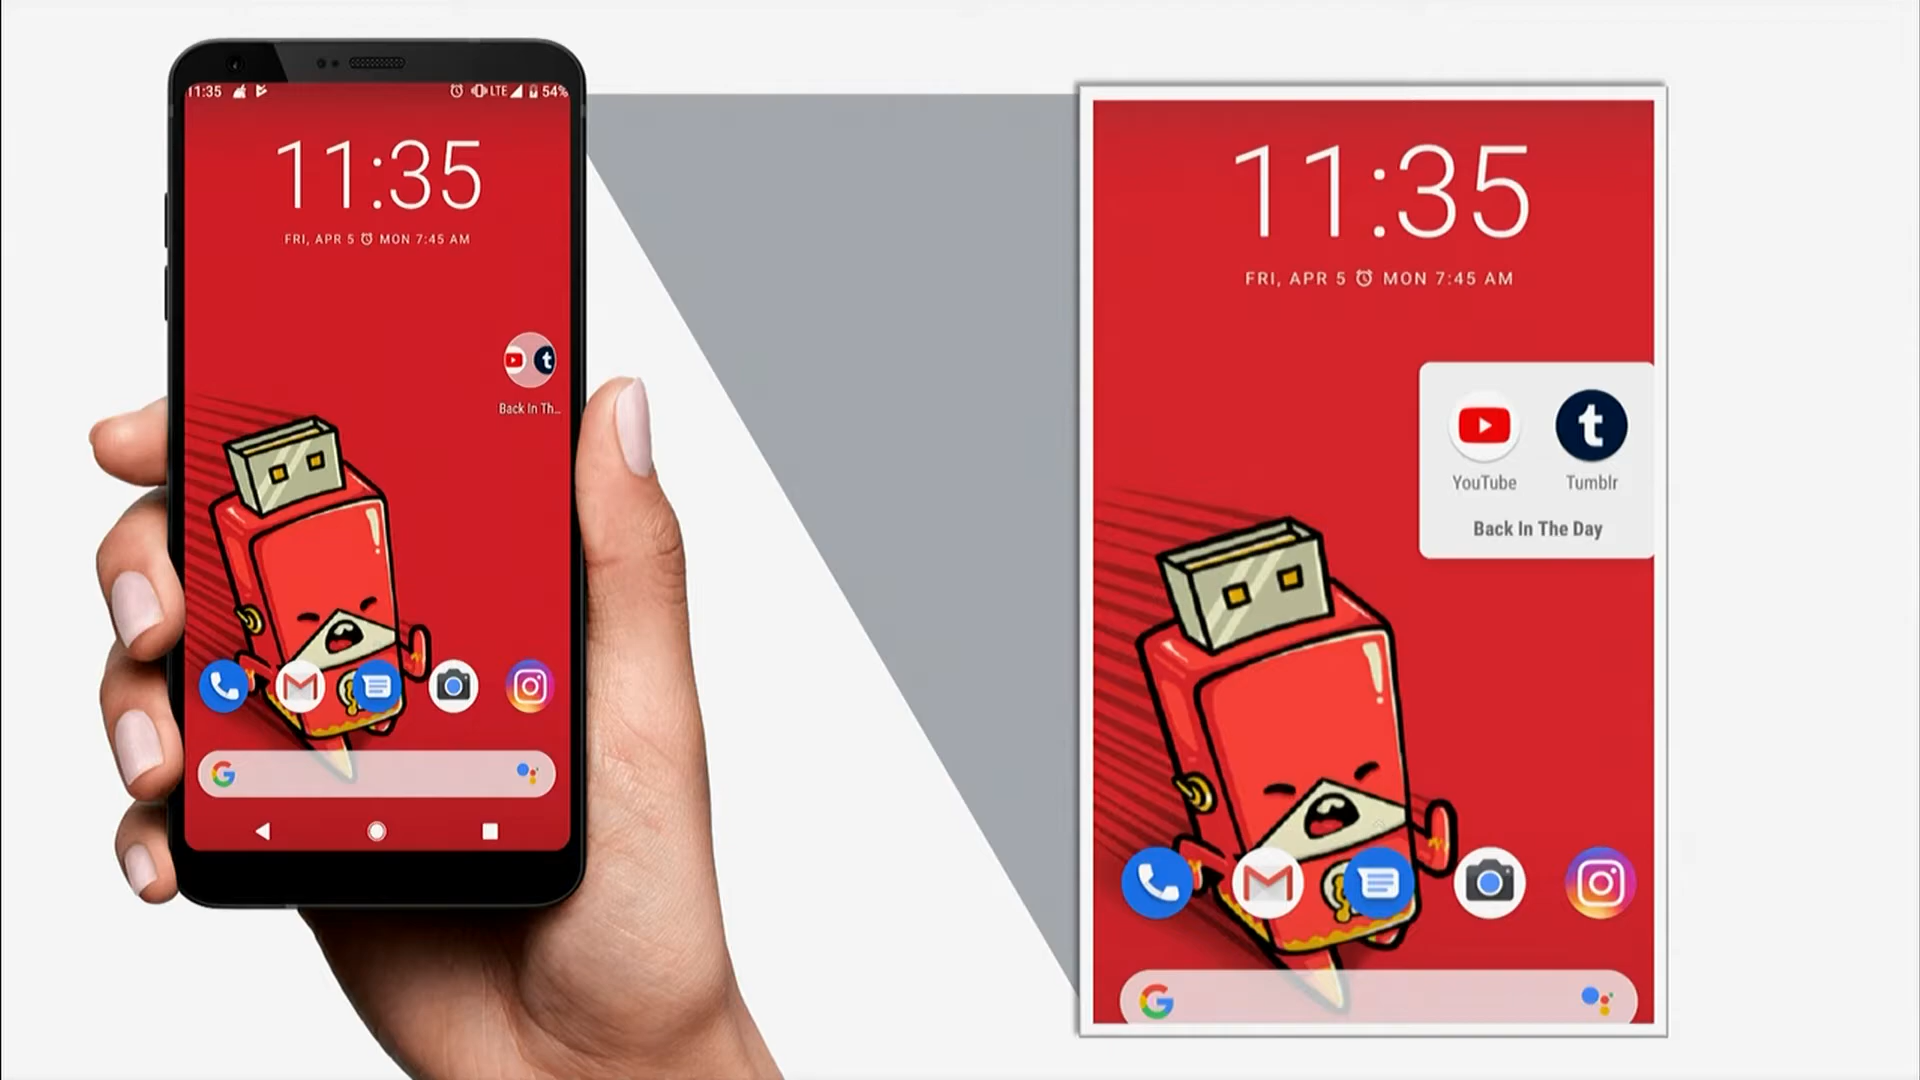 11:35 LTE 54%
11:35
FRI, APR 5 MON 7:45 AM
Back In Th...
11:35
FRI, APR 5 MON 7:45 AM
YouTube Tumblr
Back In The Day